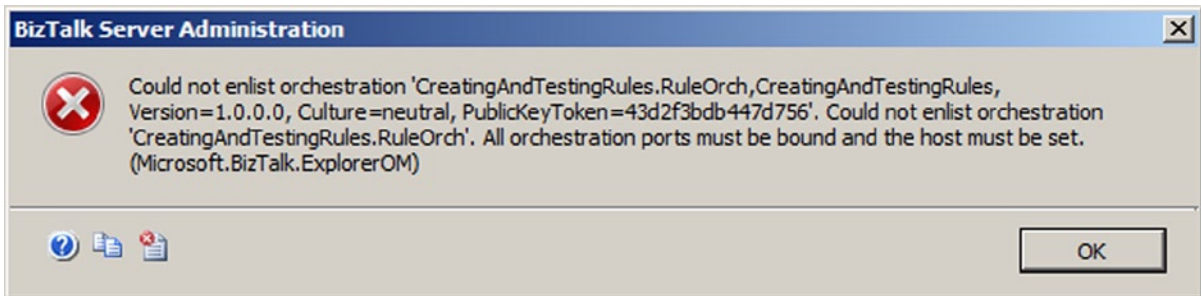 BizTalk Server Administration
Could not enlist orchestration 'CreatingAndTestingRules.RuleOrch,CreatingAndTestingRules,
Version=1.0.0.0, Culture=neutral, PublicKeyToken=43d2f3bdb447d756'. Could not enlist orchestration
'CreatingAndTestingRules.RuleOrch'. All orchestration ports must be bound and the host must be set.
(Microsoft.BizTalk.ExplorerOM)
OK